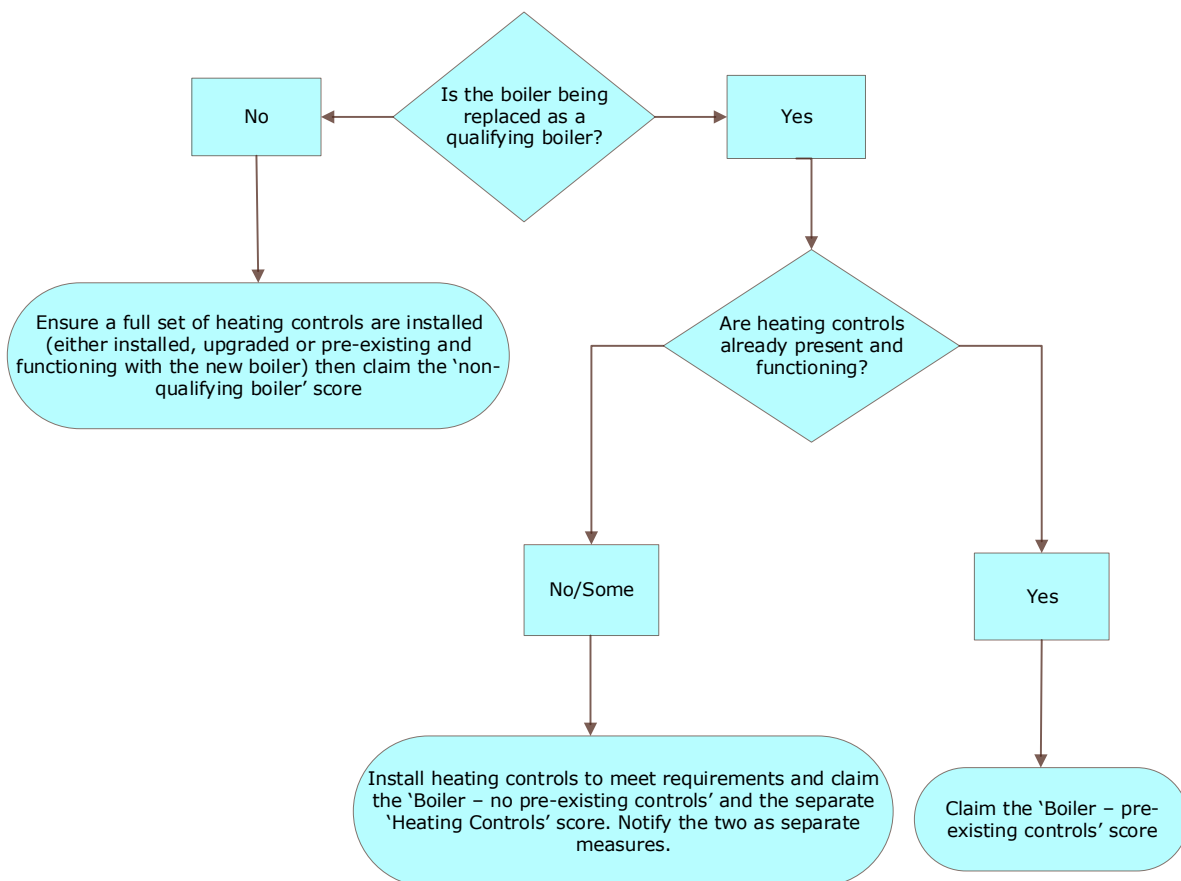 Is the boiler being
replaced as a
qualifying boiler?
No
Yes
Ensure a full set of heating controls are installed
(either installed, upgraded or pre-existing and
functioning with the new boiler) then claim the ‘non-
qualifying boiler’ score
Are heating controls
already present and
functioning?
No/Some
Yes
Install heating controls to meet requirements and claim
the ‘Boiler – no pre-existing controls’ and the separate
‘Heating Controls’ score. Notify the two as separate
measures.
Claim the ‘Boiler – pre-
existing controls’ score